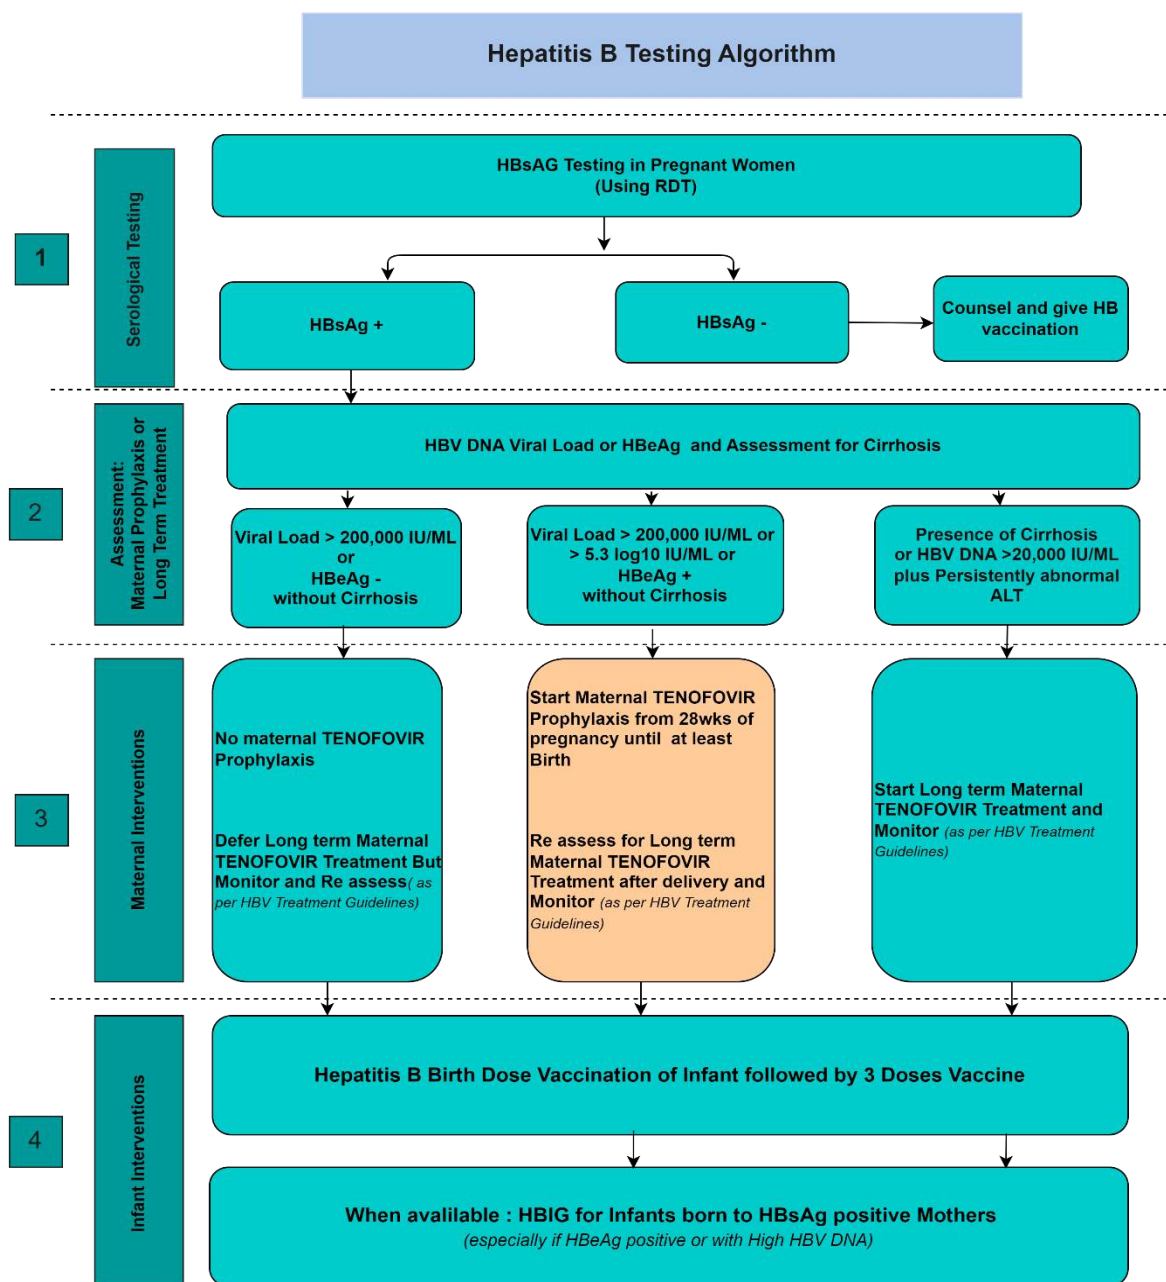 Hepatitis B Testing Algorithm
1
Serological Testing
HBsAG Testing in Pregnant Women
(Using RDT)
HBsAg +
HBsAg -
Counsel and give HB
vaccination
2
Assessment:
Maternal Prophylaxis or
Long Term Treatment
HBV DNA Viral Load or HBeAg and Assessment for Cirrhosis
Viral Load > 200,000 IU/ML
or
HBeAg -
without Cirrhosis
Viral Load > 200,000 IU/ML or
> 5.3 log10 IU/ML or
HBeAg +
without Cirrhosis
Presence of Cirrhosis
or HBV DNA >20,000 IU/ML
plus Persistently abnormal
ALT
3
Maternal Interventions
No maternal TENOFOVIR
Prophylaxis
Defer Long term Maternal
TENOFOVIR Treatment But
Monitor and Re assess( as
per HBV Treatment Guidelines)
Start Maternal TENOFOVIR
Prophylaxis from 28wks of
pregnancy until at least
Birth
Re assess for Long term
Maternal TENOFOVIR
Treatment after delivery and
Monitor (as per HBV Treatment
Guidelines)
Start Long term Maternal
TENOFOVIR Treatment and
Monitor (as per HBV Treatment
Guidelines)
4
Infant Interventions
Hepatitis B Birth Dose Vaccination of Infant followed by 3 Doses Vaccine
When avalilable : HBIG for Infants born to HBsAg positive Mothers
(especially if HBeAg positive or with High HBV DNA)